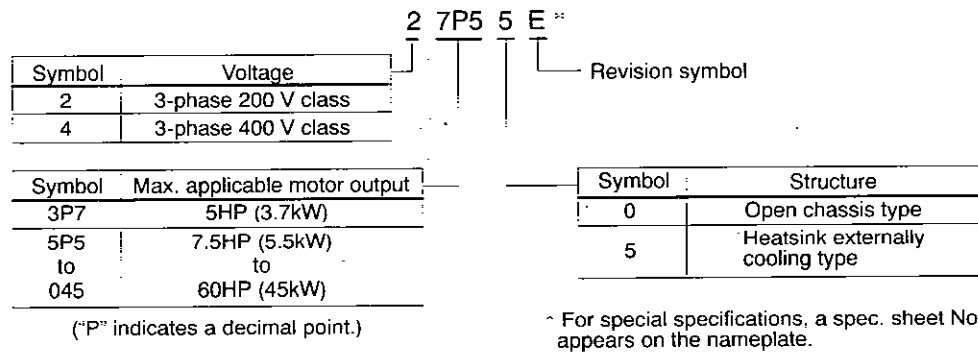 2 7P5 5 E *
Revision symbol
Symbol Voltage
2 3-phase 200 V class
4 3-phase 400 V class
Symbol Max. applicable motor output
3P7 5HP (3.7kW)
5P5 7.5HP (5.5kW)
to to
045 60HP (45kW)
("P" indicates a decimal point.)
Symbol Structure
0 Open chassis type
5 Heatsink externally
cooling type
* For special specifications, a spec. sheet No
appears on the nameplate.